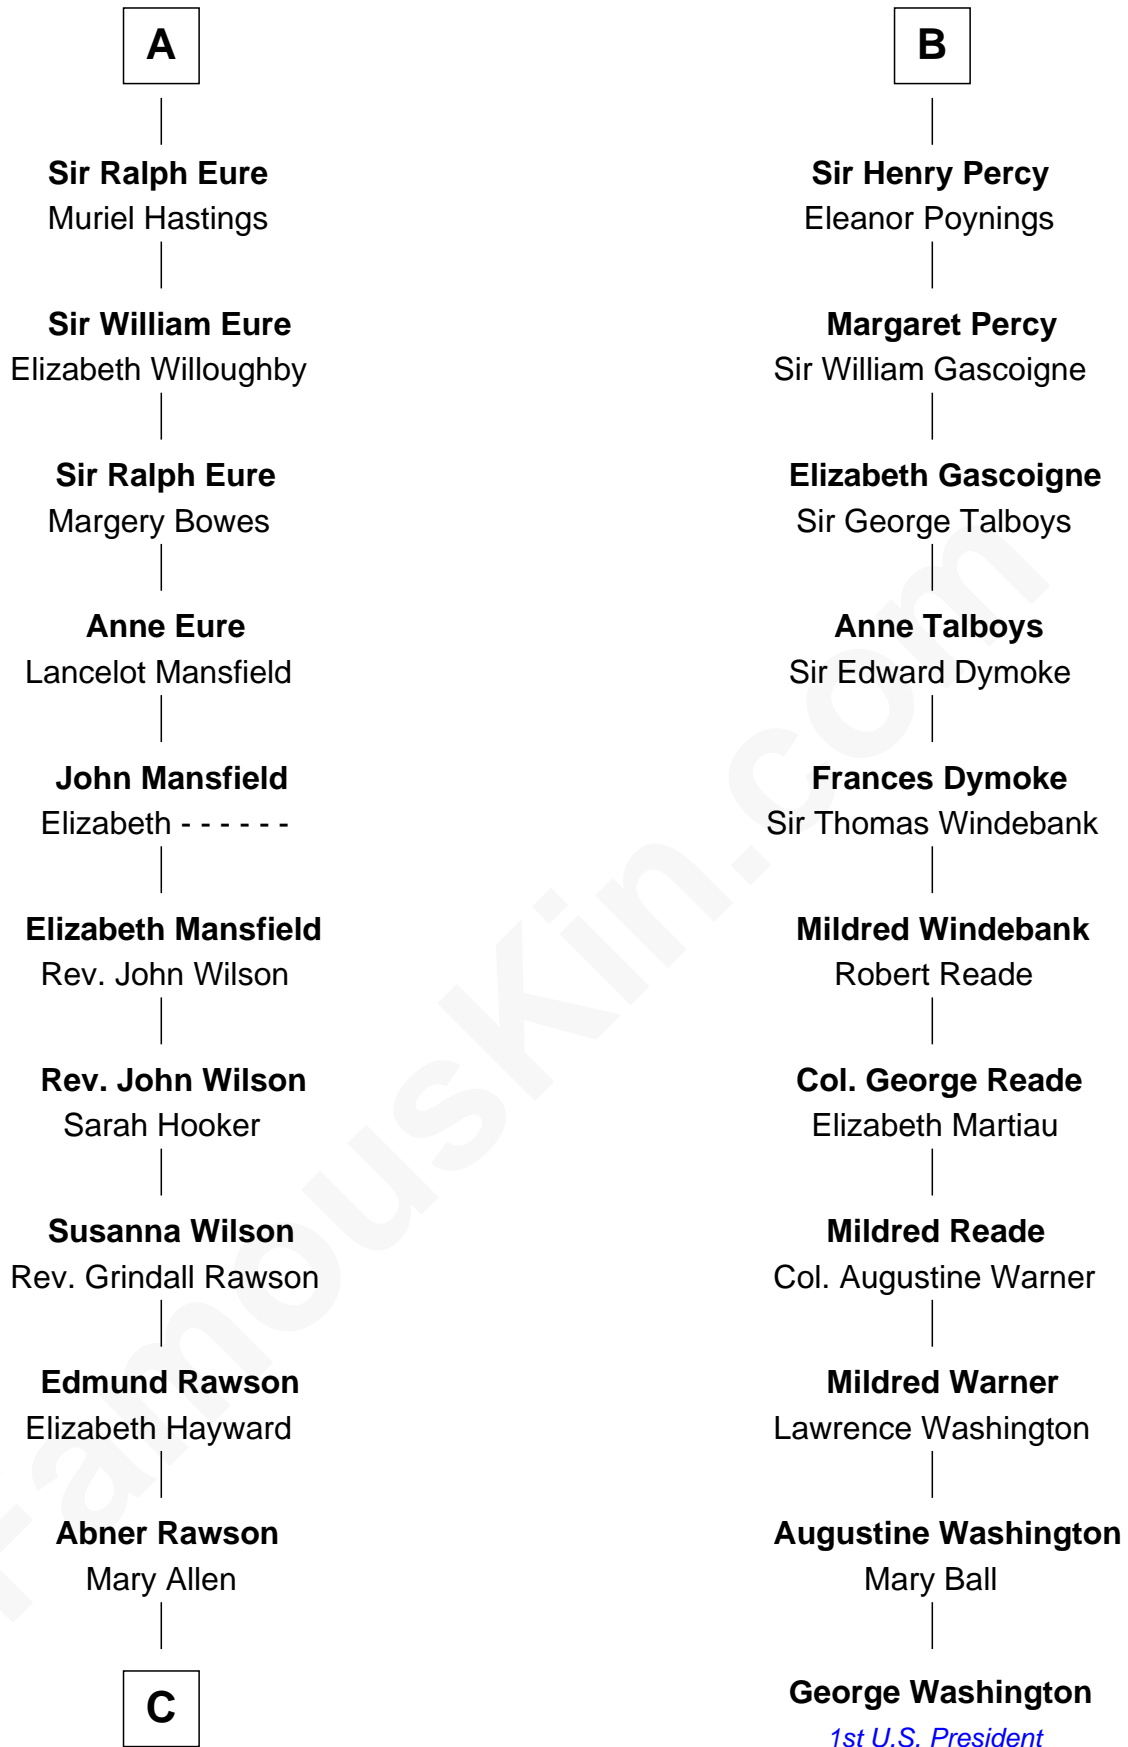 A
Sir Ralph Eure
Muriel Hastings
Sir William Eure
Elizabeth Willoughby
Sir Ralph Eure
Margery Bowes
Anne Eure
Lancelot Mansfield
John Mansfield
Elizabeth - - - - - -
Elizabeth Mansfield
Rev. John Wilson
Rev. John Wilson
Sarah Hooker
Susanna Wilson
Rev. Grindall Rawson
Edmund Rawson
Elizabeth Hayward
Abner Rawson
Mary Allen
C
B
Sir Henry Percy
Eleanor Poynings
Margaret Percy
Sir William Gascoigne
Elizabeth Gascoigne
Sir George Talboys
Anne Talboys
Sir Edward Dymoke
Frances Dymoke
Sir Thomas Windebank
Mildred Windebank
Robert Reade
Col. George Reade
Elizabeth Martiau
Mildred Reade
Col. Augustine Warner
Mildred Warner
Lawrence Washington
Augustine Washington
Mary Ball
George Washington
1st U.S. President
FamousKin.com